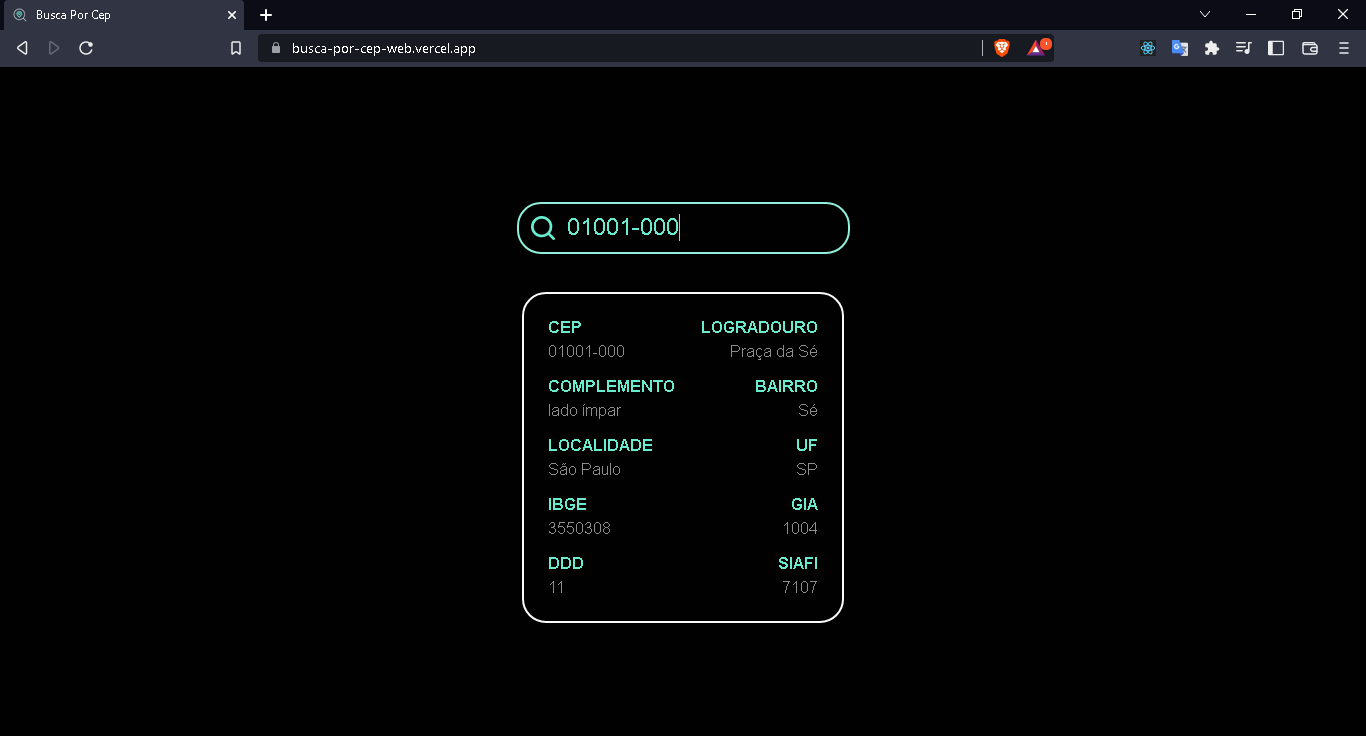 Busca Por Cep
busca-por-cep-web.vercel.app
01001-000
CEP LOGRADOURO
01001-000 Praça da Sé
COMPLEMENTO BAIRRO
lado ímpar Sé
LOCALIDADE UF
São Paulo SP
IBGE GIA
3550308 1004
DDD SIAFI
11 7107